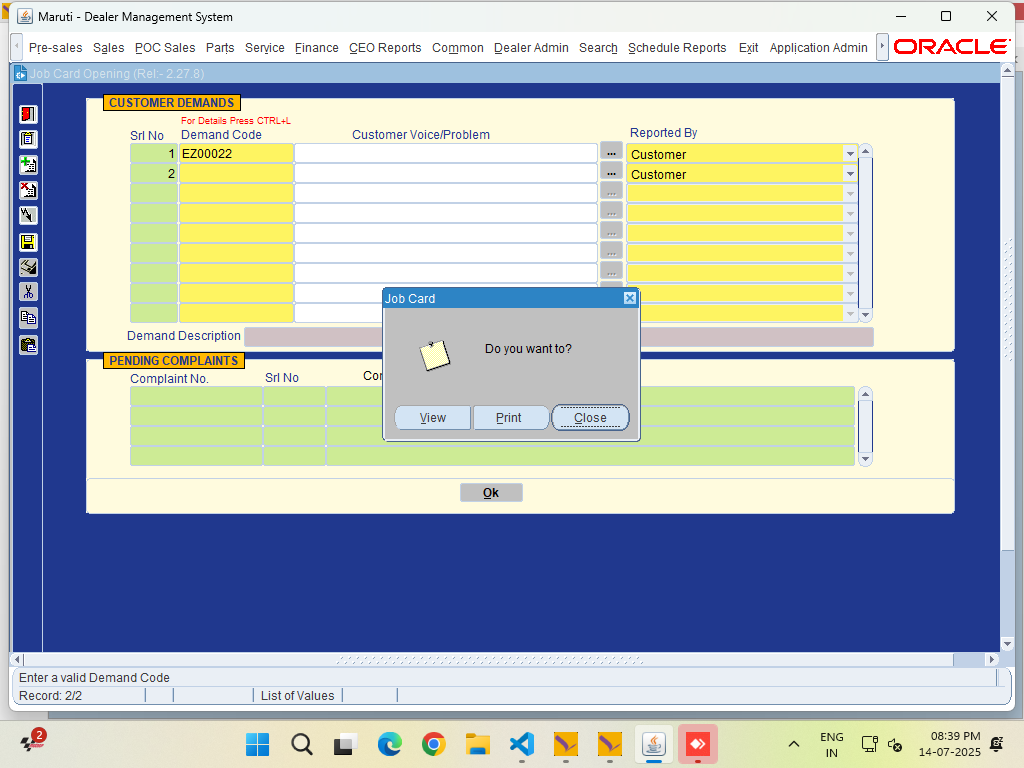 Maruti - Dealer Management System
Pre-sales Sales POC Sales Parts Service Finance CEO Reports Common Dealer Admin Search Schedule Reports Exit Application Admin ORACLE
Job Card Opening (Rel:- 2.27.8)
CUSTOMER DEMANDS
For Details Press CTRL+L
Srl No Demand Code Customer Voice/Problem Reported By
1 EZ00022 ... Customer
2 ... Customer
...
...
...
...
...
Job Card
Demand Description
Do you want to?
PENDING COMPLAINTS
Complaint No. Srl No
View Print Close
Ok
Enter a valid Demand Code
Record: 2/2 List of Values
2
ENG
IN
08:39 PM
14-07-2025